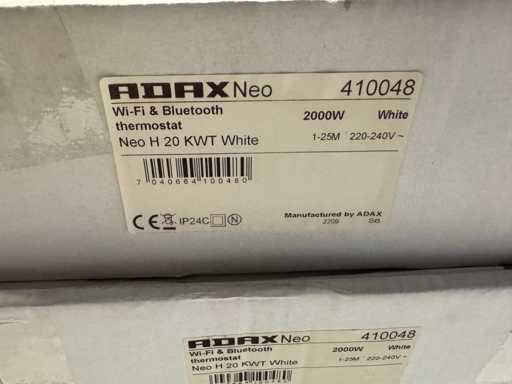 ADAX Neo 410048
Wi-Fi & Bluetooth thermostat
2000W White
Neo H 20 KWT White
1-25M 220-240V ~
7 040664 100480
CE IP24C N
Manufactured by ADAX
2209
ADAX Neo 410048
Wi-Fi & Bluetooth thermostat
2000W White
Neo H 20 KWT White
1-25M 220-240V ~